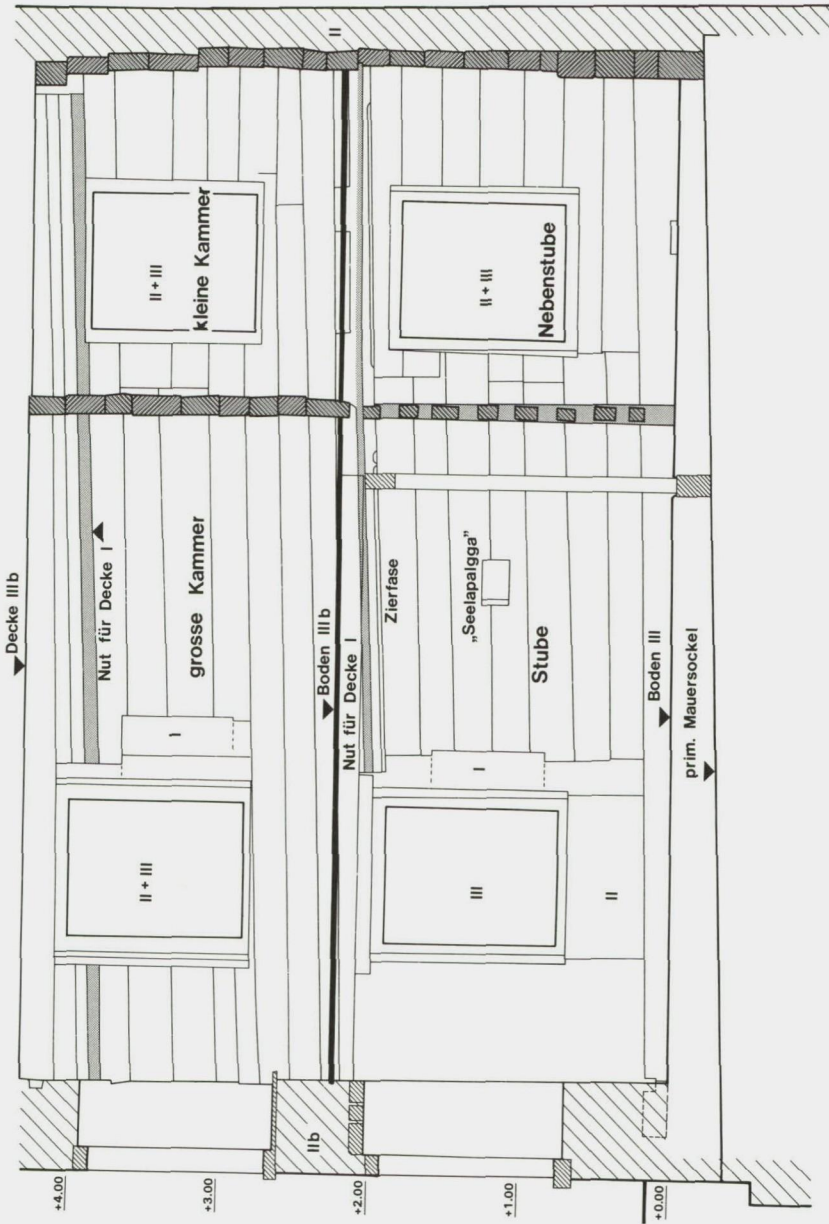 Decke IIIb
Nut für Decke I
grosse Kammer
kleine Kammer
II + III
II + III
I
II
Boden IIIb
Nut für Decke I
Zierfase
„Seelapalgga”
Stube
Nebenstube
II + III
III
I
II
IIb
Boden III
prim. Mauersockel
+4.00
+3.00
+2.00
+1.00
+0.00